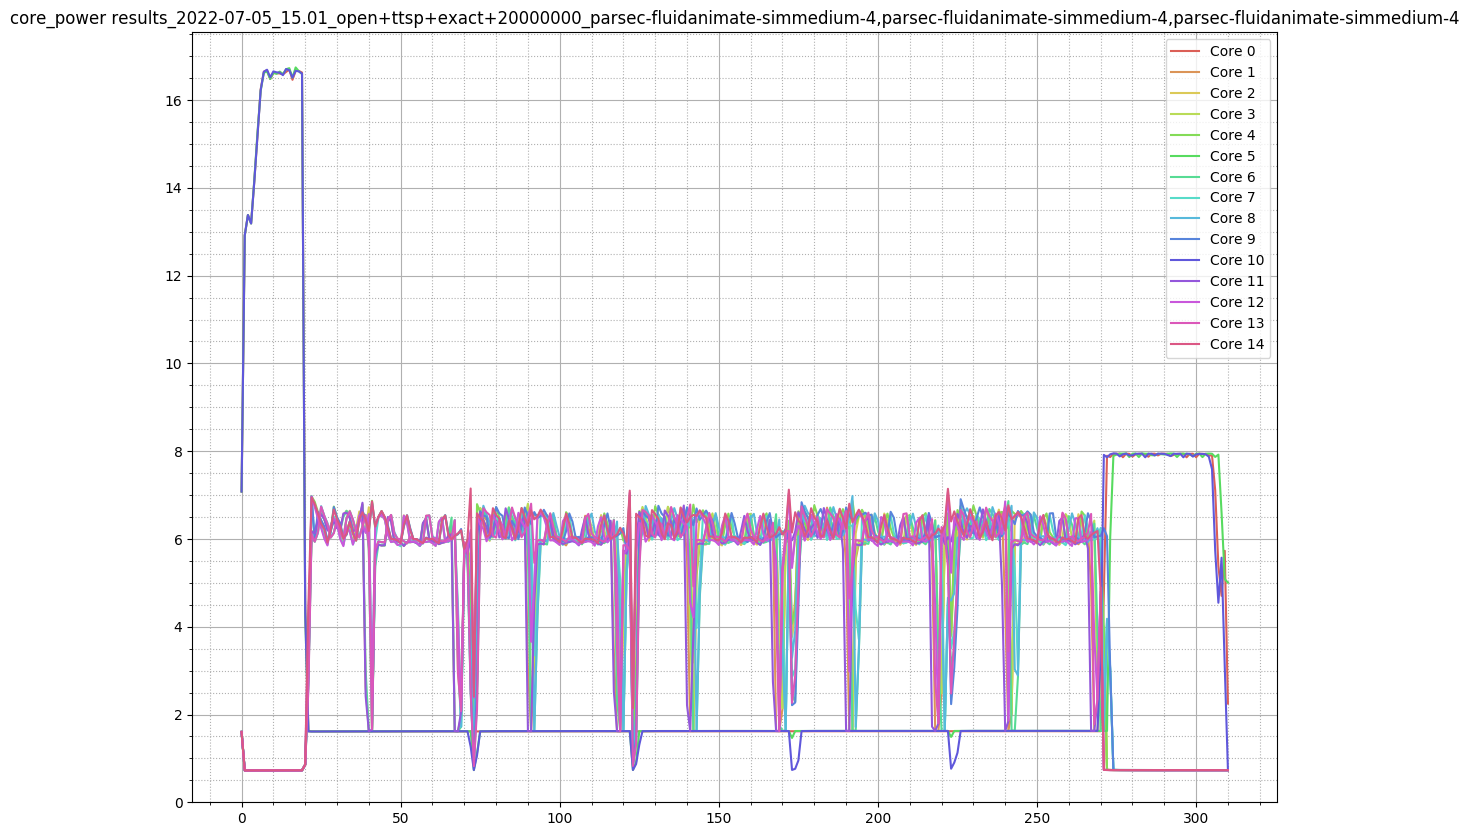 core_power results_2022-07-05_15.01_open+ttsp+exact+20000000_parsec-fluidanimate-simmedium-4,parsec-fluidanimate-simmedium-4,parsec-fluidanimate-simmedium-4
Core 0
Core 1
Core 2
Core 3
Core 4
Core 5
Core 6
Core 7
Core 8
Core 9
Core 10
Core 11
Core 12
Core 13
Core 14
16
14
12
10
8
6
4
2
0
0 50 100 150 200 250 300